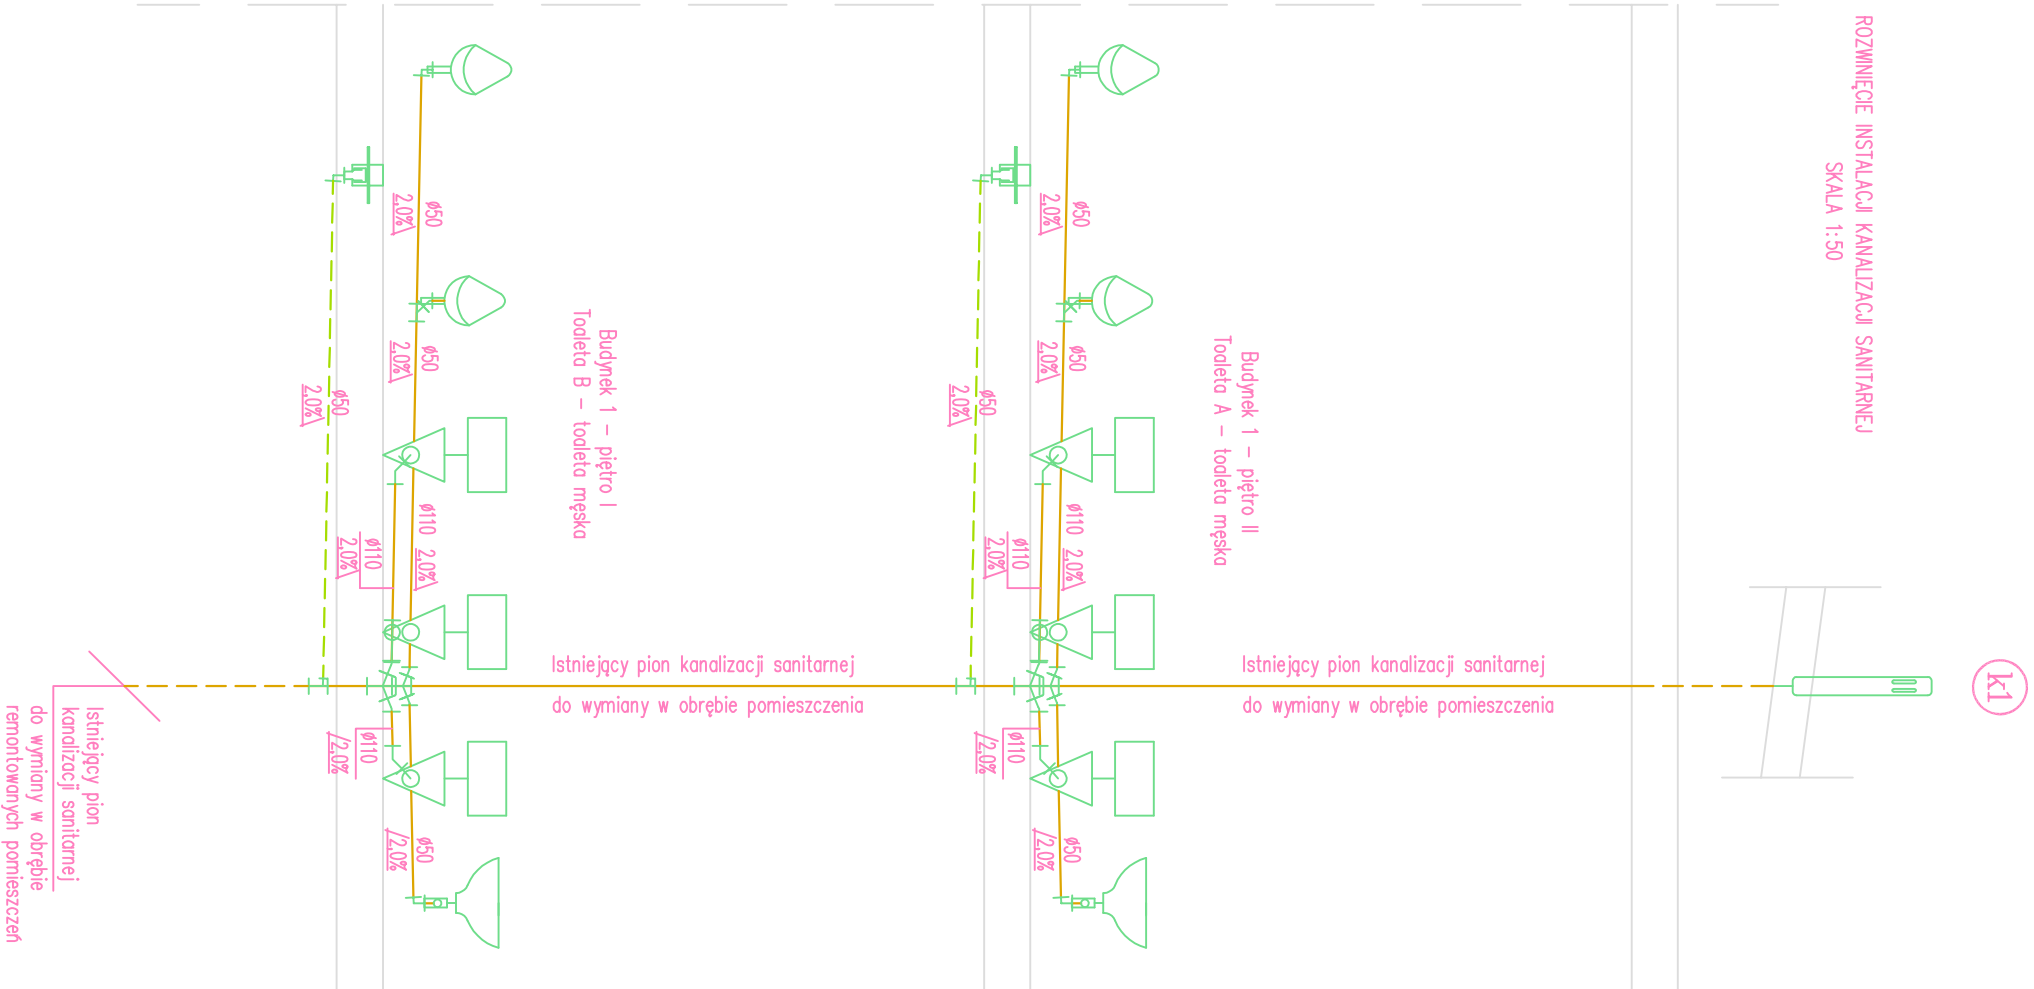 ROZWINIĘCIE INSTALACJI KANALIZACJI SANITARNEJ
SKALA 1:50
k1
Budynek 1 – piętro II
Toaleta A – toaleta męska
Istniejący pion kanalizacji sanitarnej
do wymiany w obrębie pomieszczenia
ø50
2,0%
ø50
2,0%
ø50
2,0%
ø110
2,0%
ø110
2,0%
ø110
2,0%
ø50
2,0%
Budynek 1 – piętro I
Toaleta B – toaleta męska
Istniejący pion kanalizacji sanitarnej
do wymiany w obrębie pomieszczenia
ø50
2,0%
ø50
2,0%
ø50
2,0%
ø110
2,0%
ø110
2,0%
ø110
2,0%
ø50
2,0%
Istniejący pion
kanalizacji sanitarnej
do wymiany w obrębie
remontowanych pomieszczeń